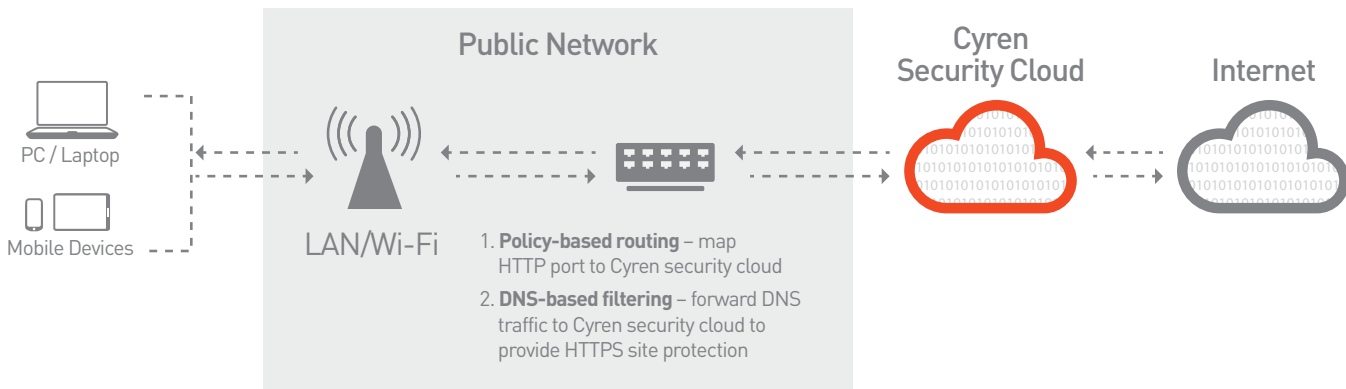 Public Network
Cyren
Security Cloud
Internet
PC / Laptop
Mobile Devices
LAN/Wi-Fi
1. Policy-based routing – map
HTTP port to Cyren security cloud
2. DNS-based filtering – forward DNS
traffic to Cyren security cloud to
provide HTTPS site protection